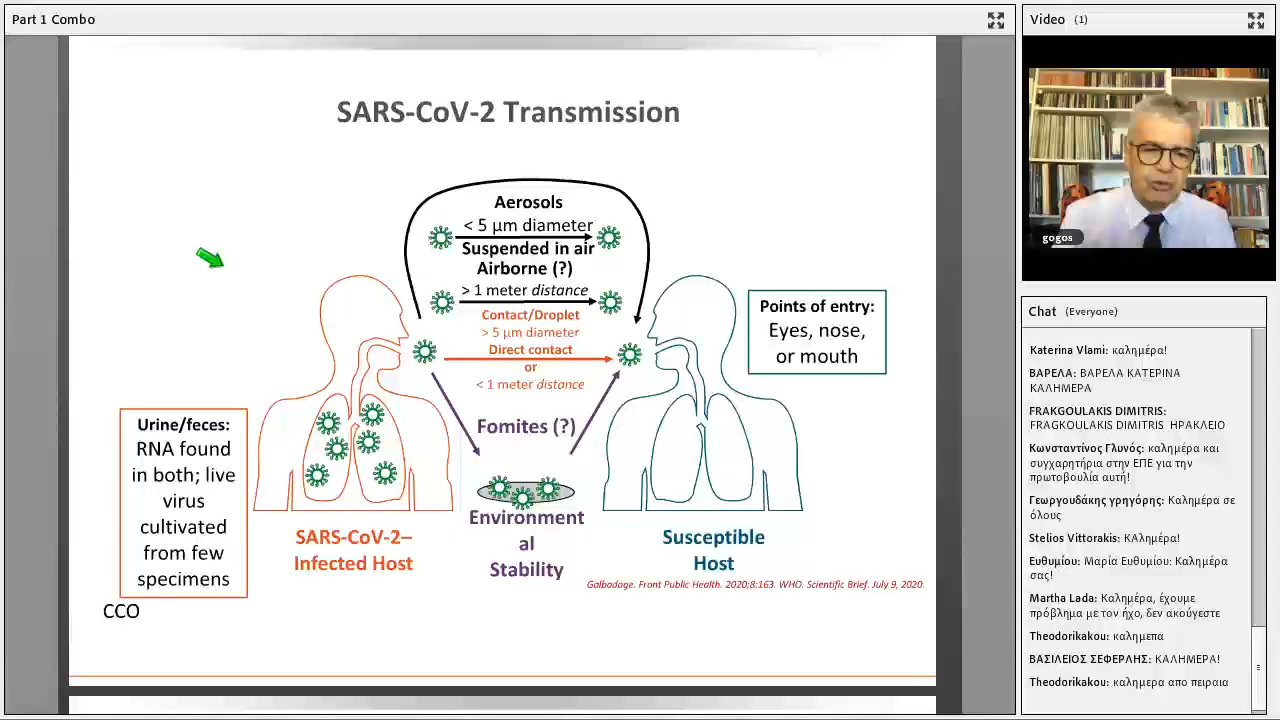 Part 1 Combo
SARS-CoV-2 Transmission
Aerosols
< 5 µm diameter
Suspended in air
Airborne (?)
> 1 meter distance
Contact/Droplet
> 5 µm diameter
Direct contact
or
< 1 meter distance
Fomites (?)
Environment
al
Stability
Points of entry:
Eyes, nose,
or mouth
Urine/feces:
RNA found
in both; live
virus
cultivated
from few
specimens
SARS-CoV-2–
Infected Host
Susceptible
Host
Galbadage. Front Public Health. 2020;8:163. WHO. Scientific Brief. July 9, 2020.
CCO
Video (1)
gogos
Chat (Everyone)
Katerina Vlami: καλημέρα!
ΒΑΡΕΛΑ: ΒΑΡΕΛΑ ΚΑΤΕΡΙΝΑ
ΚΑΛΗΜΕΡΑ
FRAKGOULAKIS DIMITRIS:
FRAGKOULAKIS DIMITRIS ΗΡΑΚΛΕΙΟ
Κωνσταντίνος Γλυνός: καλημέρα και
συγχαρητήρια στην ΕΠΕ για την
πρωτοβουλία αυτή!
Γεωργουδάκης γρηγόρης: Καλημέρα σε
όλους
Stelios Vittorakis: ΚΑλημέρα!
Ευθυμίου: Μαρία Ευθυμίου: Καλημέρα
σας!
Martha Lada: Καλημέρα, έχουμε
πρόβλημα με τον ήχο, δεν ακούγεστε
Theodorikakou: καλημεπα
ΒΑΣΙΛΕΙΟΣ ΣΕΦΕΡΛΗΣ: ΚΑΛΗΜΕΡΑ!
Theodorikakou: καλημερα απο πειραια